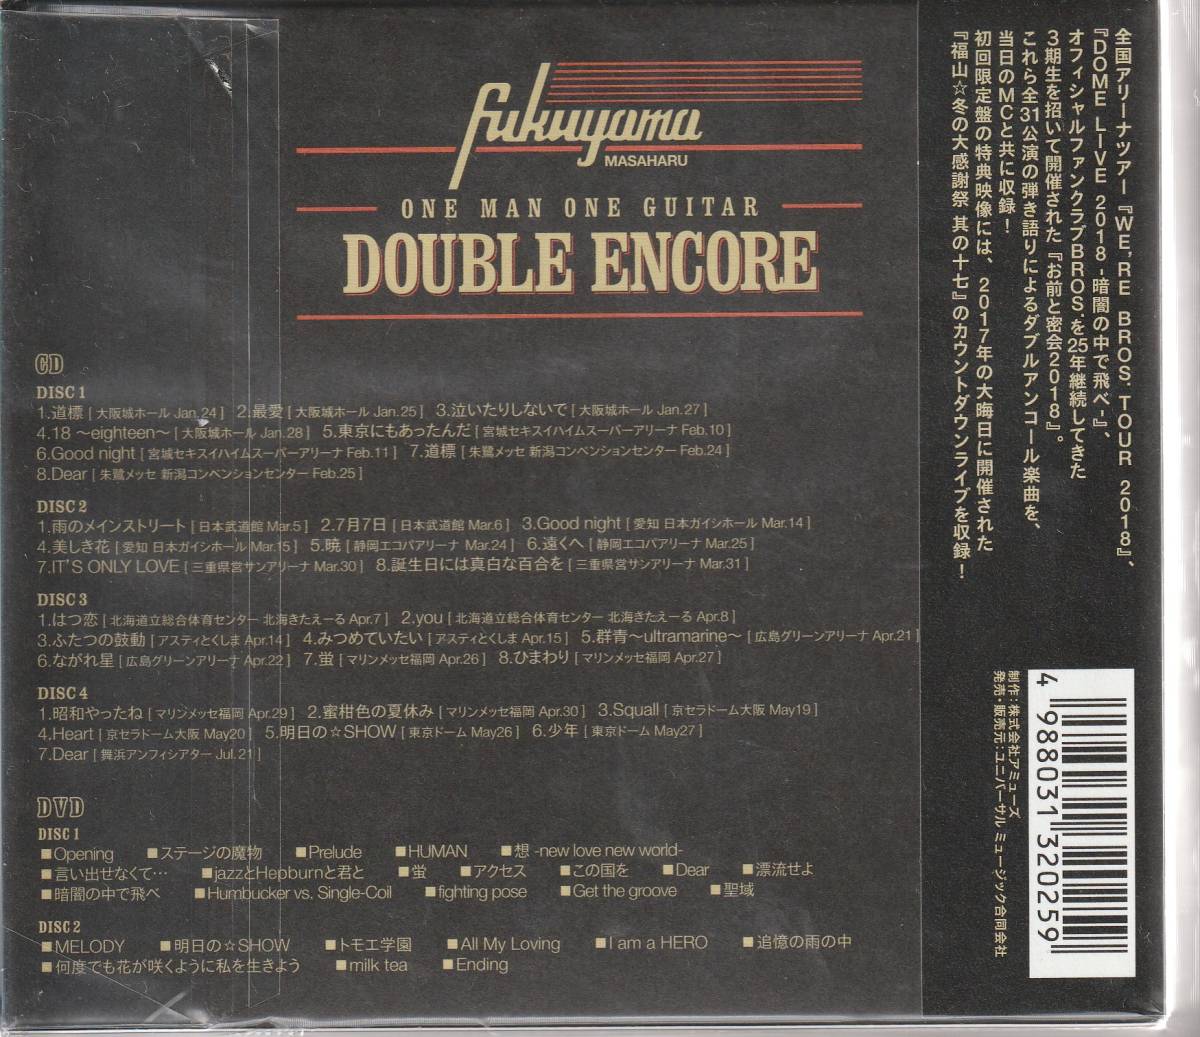 fukuyama
MASAHARU
ONE MAN ONE GUITAR
DOUBLE ENCORE
CD
DISC 1
1.道標 [ 大阪城ホール Jan.24 ] 2.最愛 [ 大阪城ホール Jan.25 ] 3.泣いたりしないで [ 大阪城ホール Jan.27 ]
4.18 〜eighteen〜 [ 大阪城ホール Jan.28 ] 5.東京にもあったんだ [ 宮城セキスイハイムスーパーアリーナ Feb.10 ]
6.Good night [ 宮城セキスイハイムスーパーアリーナ Feb.11 ] 7.道標 [ 朱鷺メッセ 新潟コンベンションセンター Feb.24 ]
8.Dear [ 朱鷺メッセ 新潟コンベンションセンター Feb.25 ]
DISC 2
1.雨のメインストリート [ 日本武道館 Mar.5 ] 2.7月7日 [ 日本武道館 Mar.6 ] 3.Good night [ 愛知 日本ガイシホール Mar.14 ]
4.美しき花 [ 愛知 日本ガイシホール Mar.15 ] 5.暁 [ 静岡エコパアリーナ Mar.24 ] 6.遠くへ [ 静岡エコパアリーナ Mar.25 ]
7.IT'S ONLY LOVE [ 三重県営サンアリーナ Mar.30 ] 8.誕生日には真白な百合を [ 三重県営サンアリーナ Mar.31 ]
DISC 3
1.はつ恋 [ 北海道立総合体育センター 北海きたえーる Apr.7 ] 2.you [ 北海道立総合体育センター 北海きたえーる Apr.8 ]
3.ふたつの鼓動 [ アスティとくしま Apr.14 ] 4.みつめていたい [ アスティとくしま Apr.15 ] 5.群青〜ultramarine〜 [ 広島グリーンアリーナ Apr.21 ]
6.ながれ星 [ 広島グリーンアリーナ Apr.22 ] 7.蛍 [ マリンメッセ福岡 Apr.26 ] 8.ひまわり [ マリンメッセ福岡 Apr.27 ]
DISC 4
1.昭和やったね [ マリンメッセ福岡 Apr.29 ] 2.蜜柑色の夏休み [ マリンメッセ福岡 Apr.30 ] 3.Squall [ 京セラドーム大阪 May19 ]
4.Heart [ 京セラドーム大阪 May20 ] 5.明日の☆SHOW [ 東京ドーム May26 ] 6.少年 [ 東京ドーム May27 ]
7.Dear [ 舞浜アンフィシアター Jul.21 ]
DVD
DISC 1
■Opening ■ステージの魔物 ■Prelude ■HUMAN ■想 -new love new world-
■言い出せなくて… ■jazzとHepburnと君と ■蛍 ■アクセス ■この国を ■Dear ■漂流せよ
■暗闇の中で飛べ ■Humbucker vs. Single-Coil ■fighting pose ■Get the groove ■聖域
DISC 2
■MELODY ■明日の☆SHOW ■トモエ学園 ■All My Loving ■I am a HERO ■追憶の雨の中
■何度でも花が咲くように私を生きよう ■milk tea ■Ending
全国アリーナツアー『WE'RE BROS. TOUR 2018』、
『DOME LIVE 2018 -暗闇の中で飛べ-』、
オフィシャルファンクラブBROS.を25年継続してきた
3期生を招いて開催された『お前と密会2018』。
これら全31公演の弾き語りによるダブルアンコール楽曲を、
当日のMCと共に収録！
初回限定盤の特典映像には、2017年の大晦日に開催された
『福山☆冬の大感謝祭 其の十七』のカウントダウンライブを収録！
制作：株式会社アミューズ
発売・販売元：ユニバーサル ミュージック合同会社
4 988031 320259